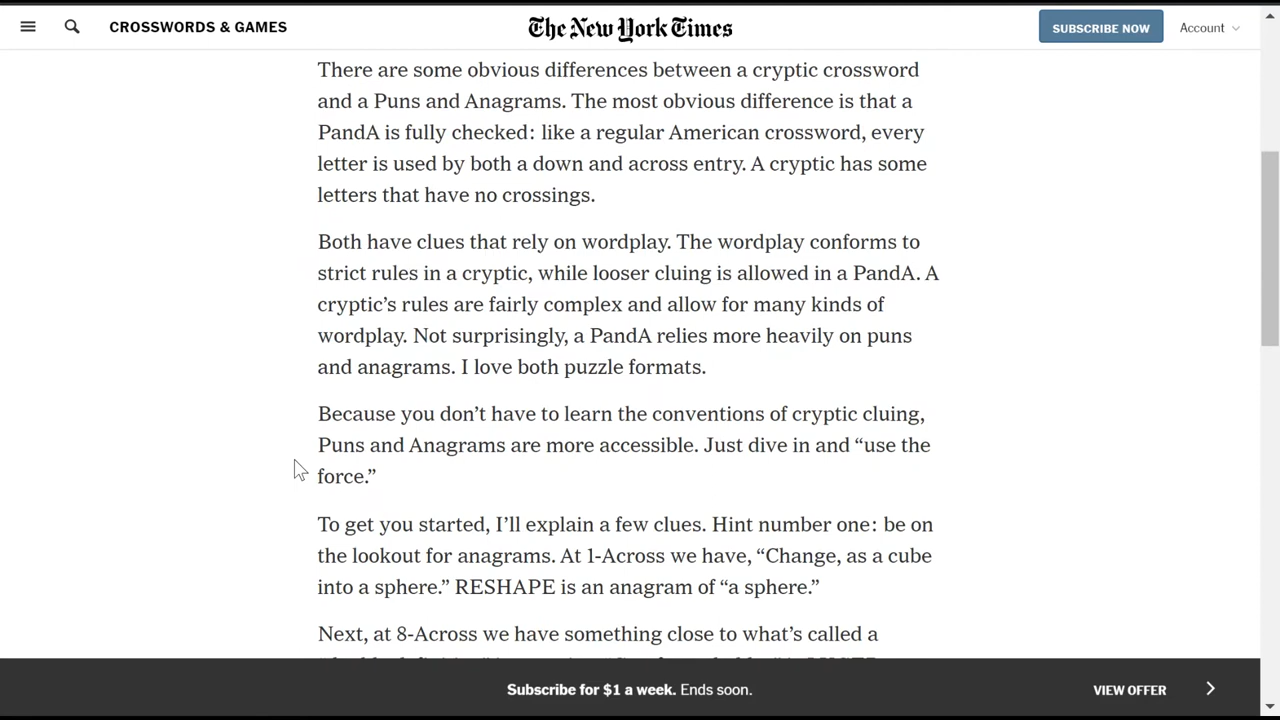 CROSSWORDS & GAMES
The New York Times
SUBSCRIBE NOW
Account
There are some obvious differences between a cryptic crossword
and a Puns and Anagrams. The most obvious difference is that a
PandA is fully checked: like a regular American crossword, every
letter is used by both a down and across entry. A cryptic has some
letters that have no crossings.
Both have clues that rely on wordplay. The wordplay conforms to
strict rules in a cryptic, while looser cluing is allowed in a PandA. A
cryptic’s rules are fairly complex and allow for many kinds of
wordplay. Not surprisingly, a PandA relies more heavily on puns
and anagrams. I love both puzzle formats.
Because you don’t have to learn the conventions of cryptic cluing,
Puns and Anagrams are more accessible. Just dive in and “use the
force.”
To get you started, I’ll explain a few clues. Hint number one: be on
the lookout for anagrams. At 1-Across we have, “Change, as a cube
into a sphere.” RESHAPE is an anagram of “a sphere.”
Next, at 8-Across we have something close to what’s called a
Subscribe for $1 a week. Ends soon.
VIEW OFFER